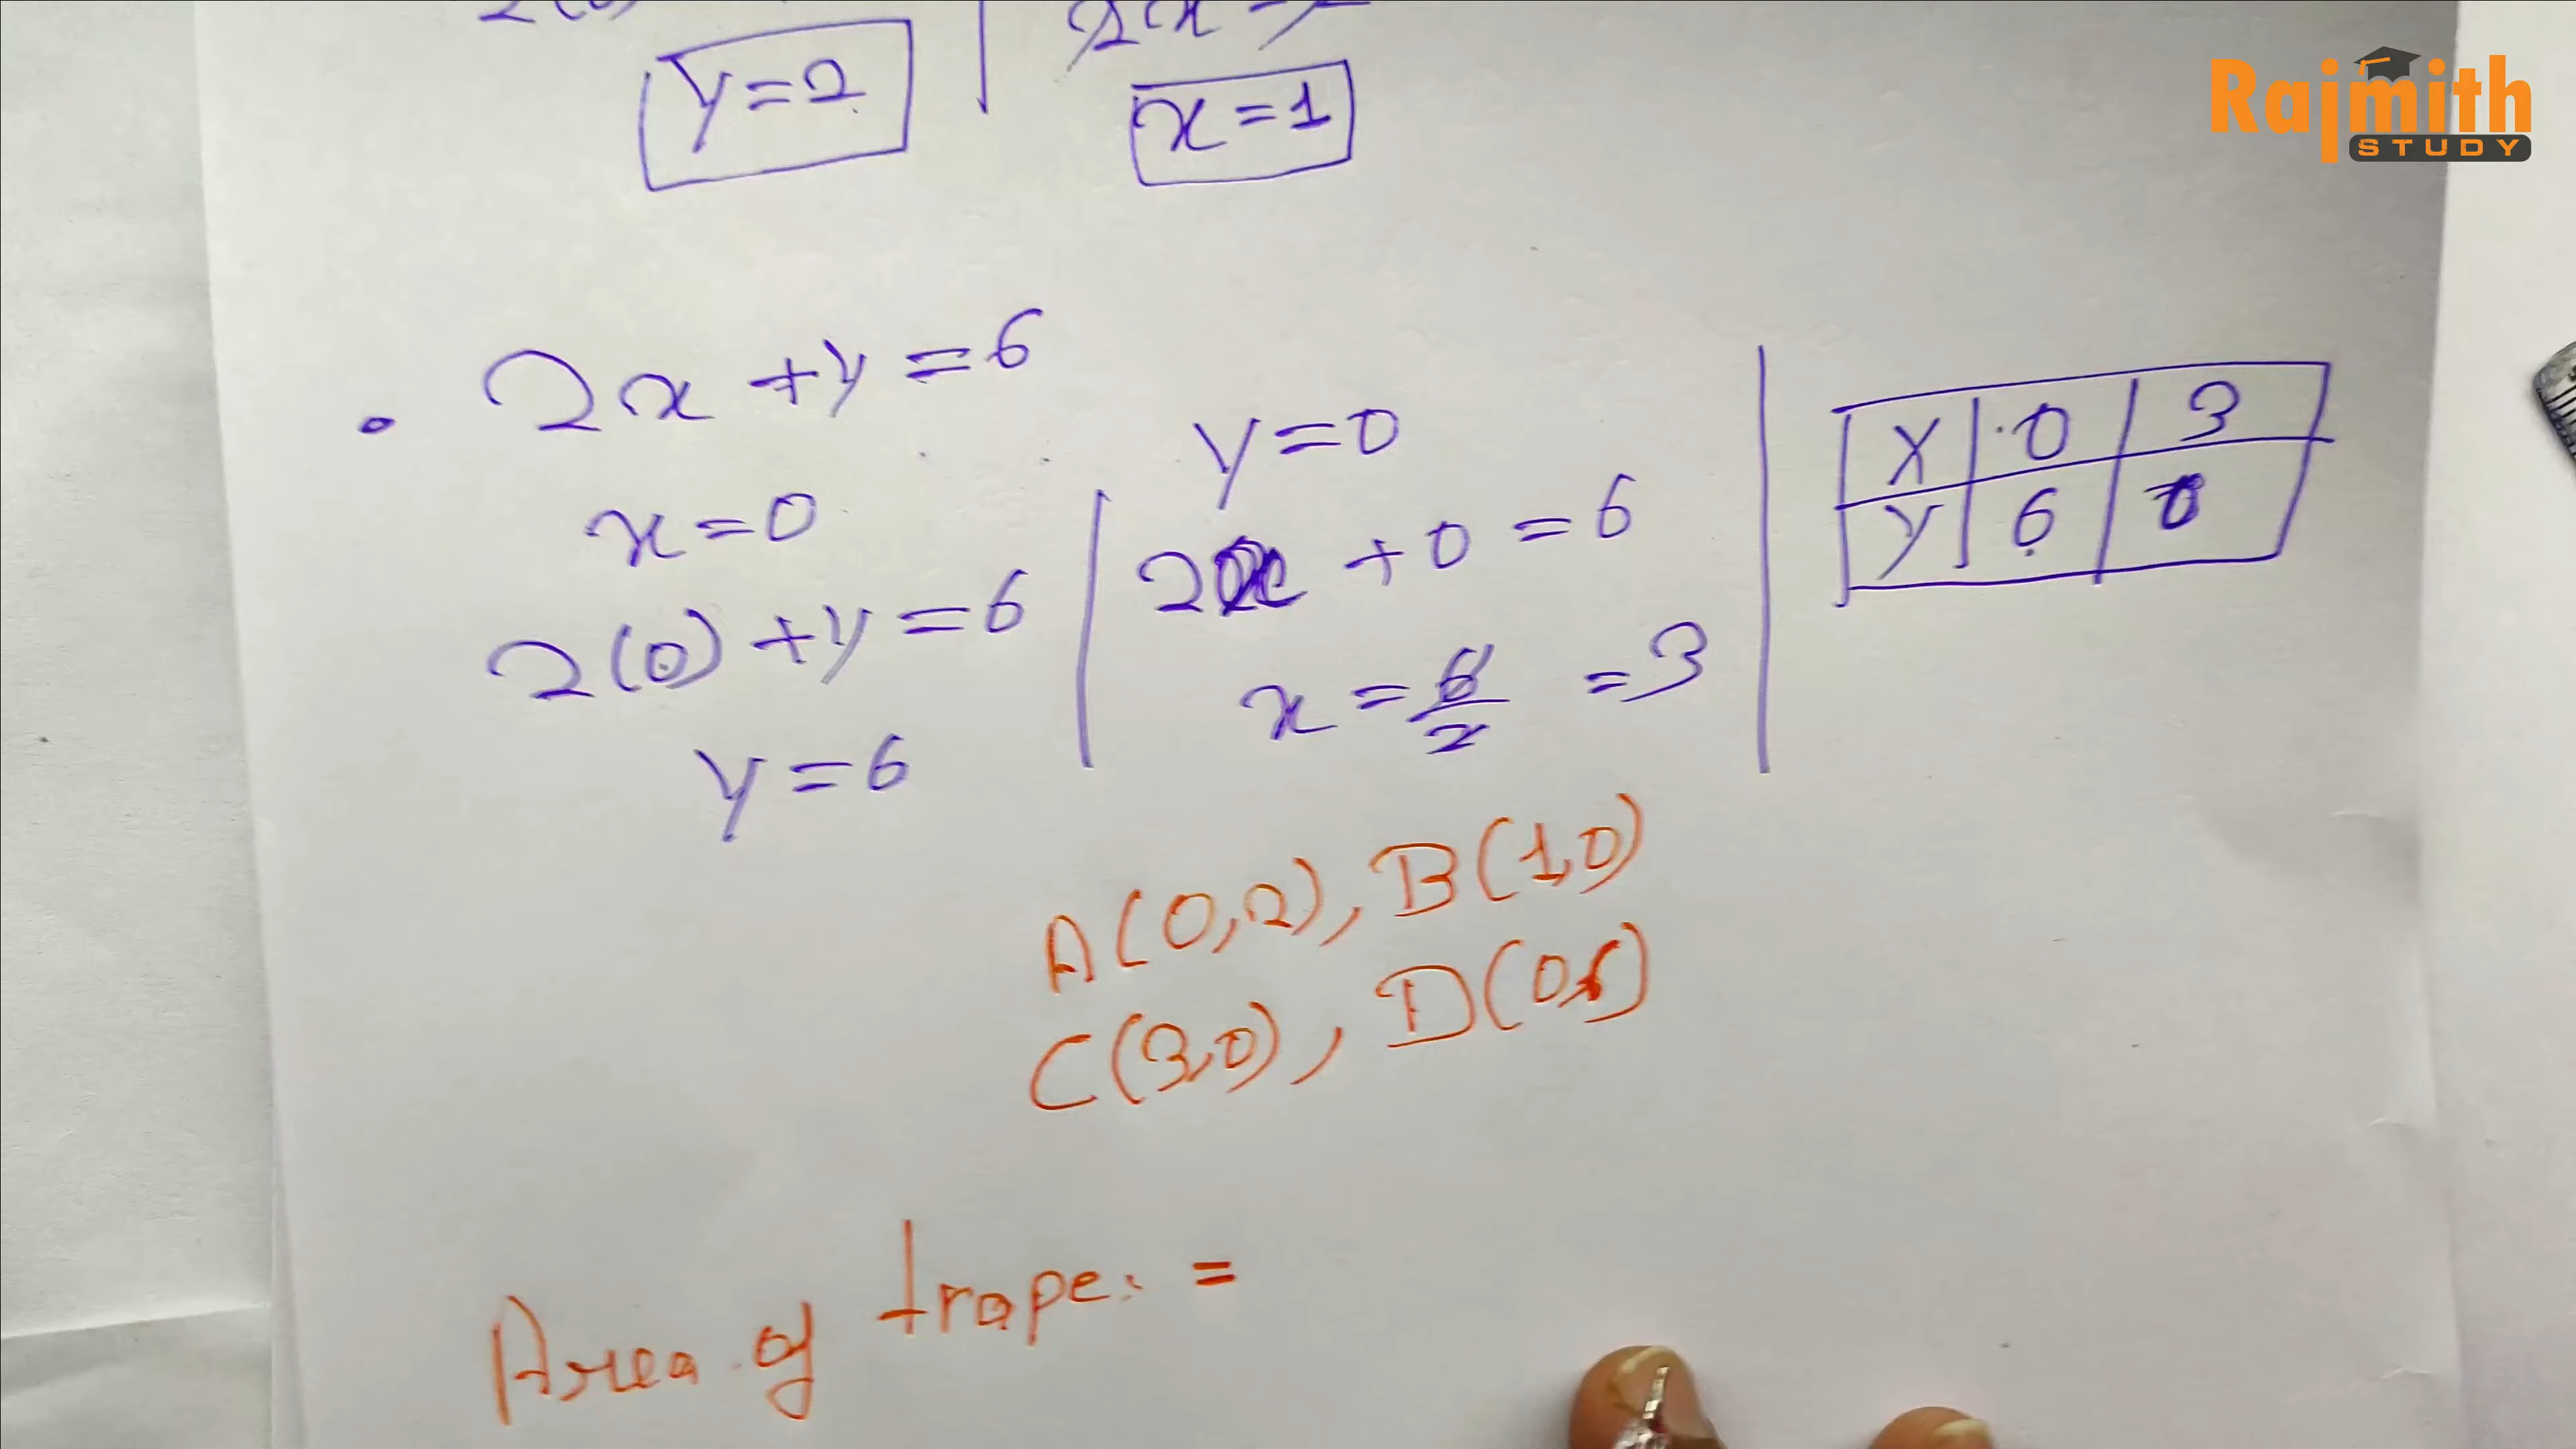 Rajmith
STUDY
y=2
x=1
2x+y=6
x=0
2(0)+y=6
y=6
y=0
2x+0=6
x=6/2 =3
X 0 3
Y 6 0
A(0,2), B(1,0)
C(3,0), D(0,6)
Area of trape. =